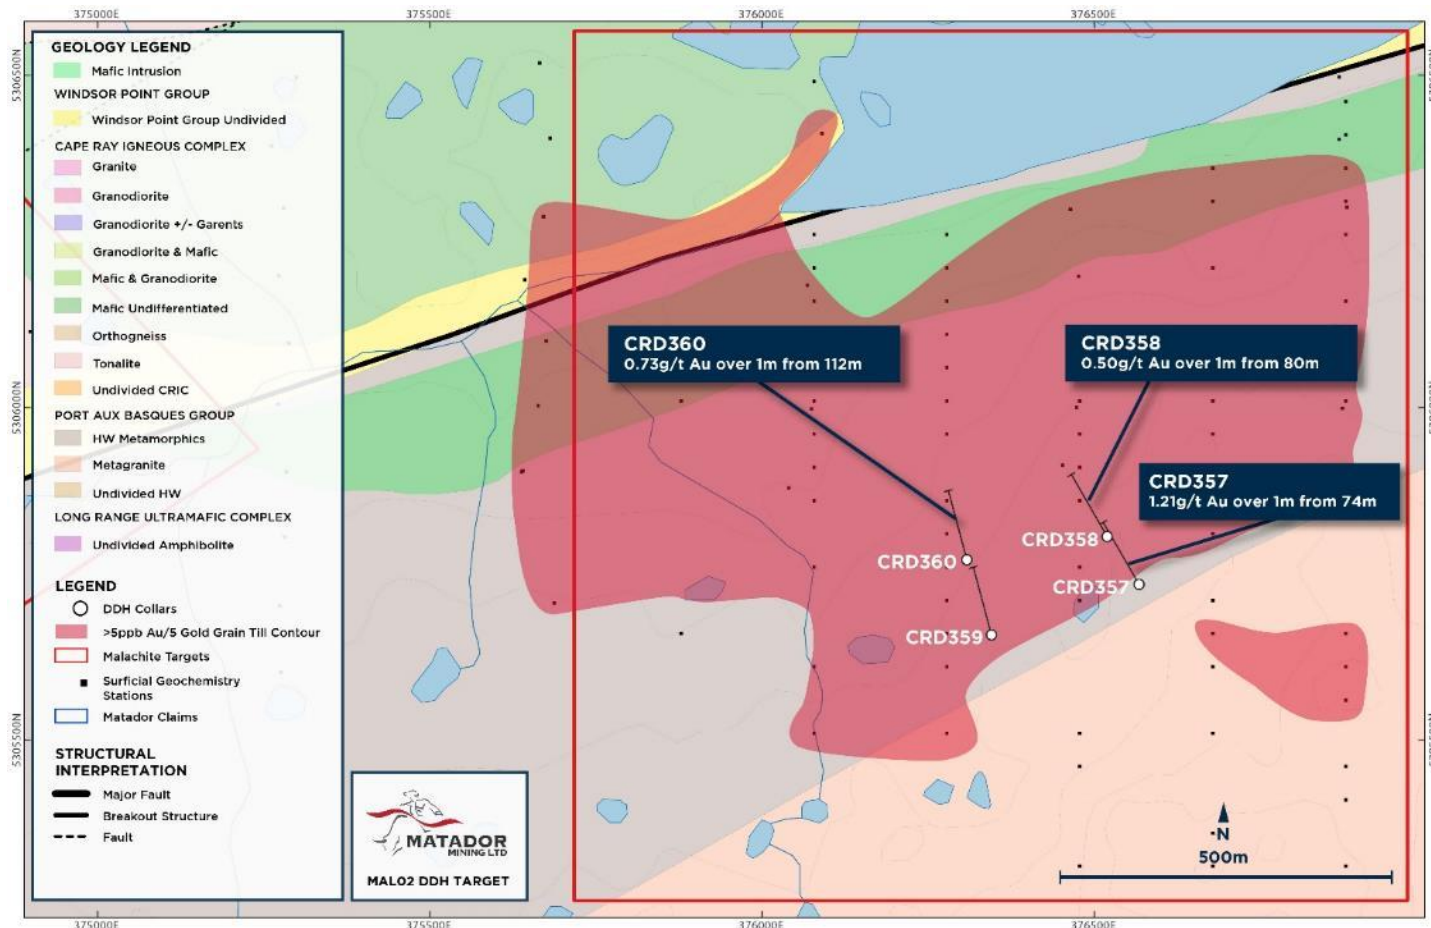 375000E
375500E
376000E
376500E
5306500N
5306000N
5305500N
GEOLOGY LEGEND
Mafic Intrusion
WINDSOR POINT GROUP
Windsor Point Group Undivided
CAPE RAY IGNEOUS COMPLEX
Granite
Granodiorite
Granodiorite +/- Garents
Granodiorite & Mafic
Mafic & Granodiorite
Mafic Undifferentiated
Orthogneiss
Tonalite
Undivided CRIC
PORT AUX BASQUES GROUP
HW Metamorphics
Metagranite
Undivided HW
LONG RANGE ULTRAMAFIC COMPLEX
Undivided Amphibolite
LEGEND
DDH Collars
>5ppb Au/5 Gold Grain Till Contour
Malachite Targets
Surficial Geochemistry
Stations
Matador Claims
STRUCTURAL
INTERPRETATION
Major Fault
Breakout Structure
Fault
MATADOR
MINING LTD
MAL02 DDH TARGET
CRD360
0.73g/t Au over 1m from 112m
CRD358
0.50g/t Au over 1m from 80m
CRD357
1.21g/t Au over 1m from 74m
CRD358
CRD360
CRD357
CRD359
N
500m
375000E
375500E
376000E
376500E